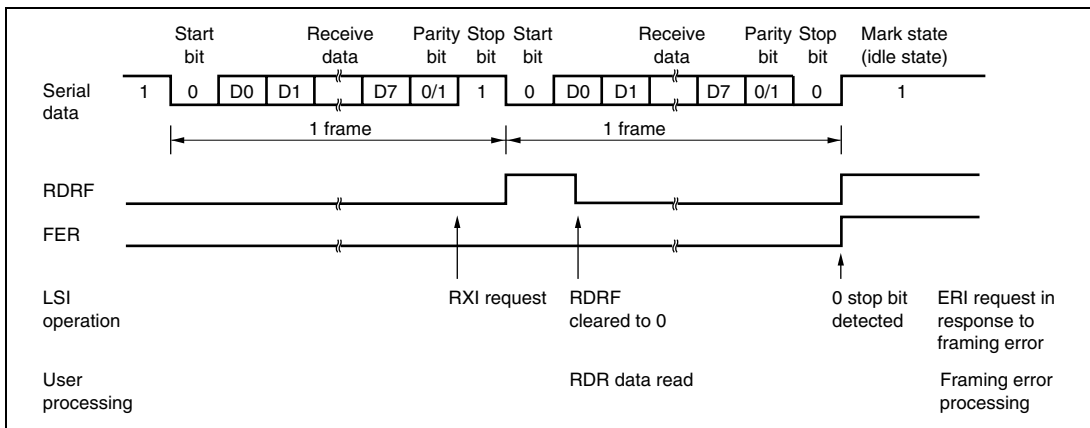 Start bit
Receive data
Parity bit
Stop bit
Start bit
Receive data
Parity bit
Stop bit
Mark state (idle state)
Serial data
1 0 D0 D1 D7 0/1 1 0 D0 D1 D7 0/1 0 1
1 frame
1 frame
RDRF
FER
LSI operation
RXI request
RDRF cleared to 0
0 stop bit detected
ERI request in response to framing error
User processing
RDR data read
Framing error processing